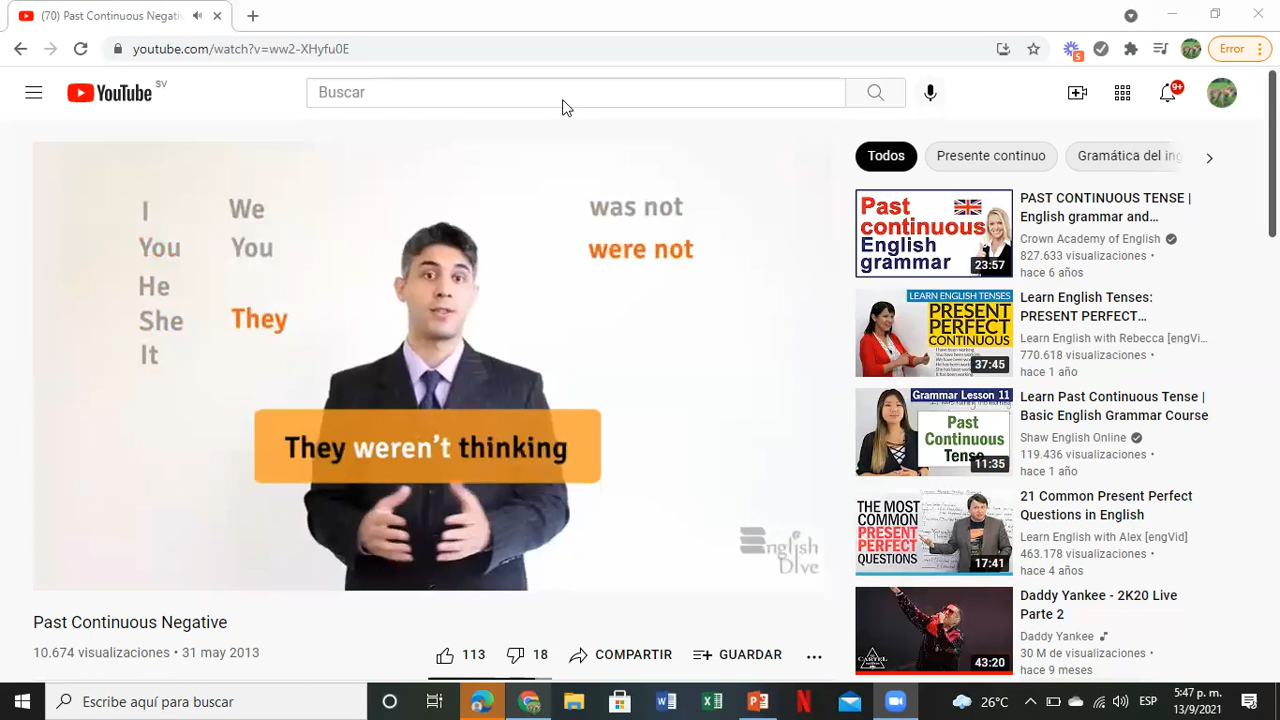 (70) Past Continuous Negativ
youtube.com/watch?v=ww2-XHyfu0E
5
Error
YouTube SV
Buscar
9+
I We was not
You You were not
He
She They
It
They weren't thinking
English
Live
Past Continuous Negative
10.674 visualizaciones • 31 may 2013
113 18 COMPARTIR GUARDAR
Todos Presente continuo Gramática del ing
Past
continuous
English
grammar
23:57
PAST CONTINUOUS TENSE |
English grammar and...
Crown Academy of English
827.633 visualizaciones •
hace 6 años
LEARN ENGLISH TENSES
PRESENT
PERFECT
CONTINUOUS
37:45
Learn English Tenses:
PRESENT PERFECT...
Learn English with Rebecca [engVi...
770.618 visualizaciones •
hace 1 año
Grammar Lesson 11
Past
Continuous
Tense
11:35
Learn Past Continuous Tense |
Basic English Grammar Course
Shaw English Online
119.436 visualizaciones •
hace 1 año
THE MOST
COMMON
PRESENT
PERFECT
QUESTIONS
17:41
21 Common Present Perfect
Questions in English
Learn English with Alex [engVid]
463.178 visualizaciones •
hace 4 años
CARTEL
43:20
Daddy Yankee - 2K20 Live
Parte 2
Daddy Yankee
30 M de visualizaciones •
hace 9 meses
Escribe aquí para buscar
26°C
ESP
5:47 p. m.
13/9/2021